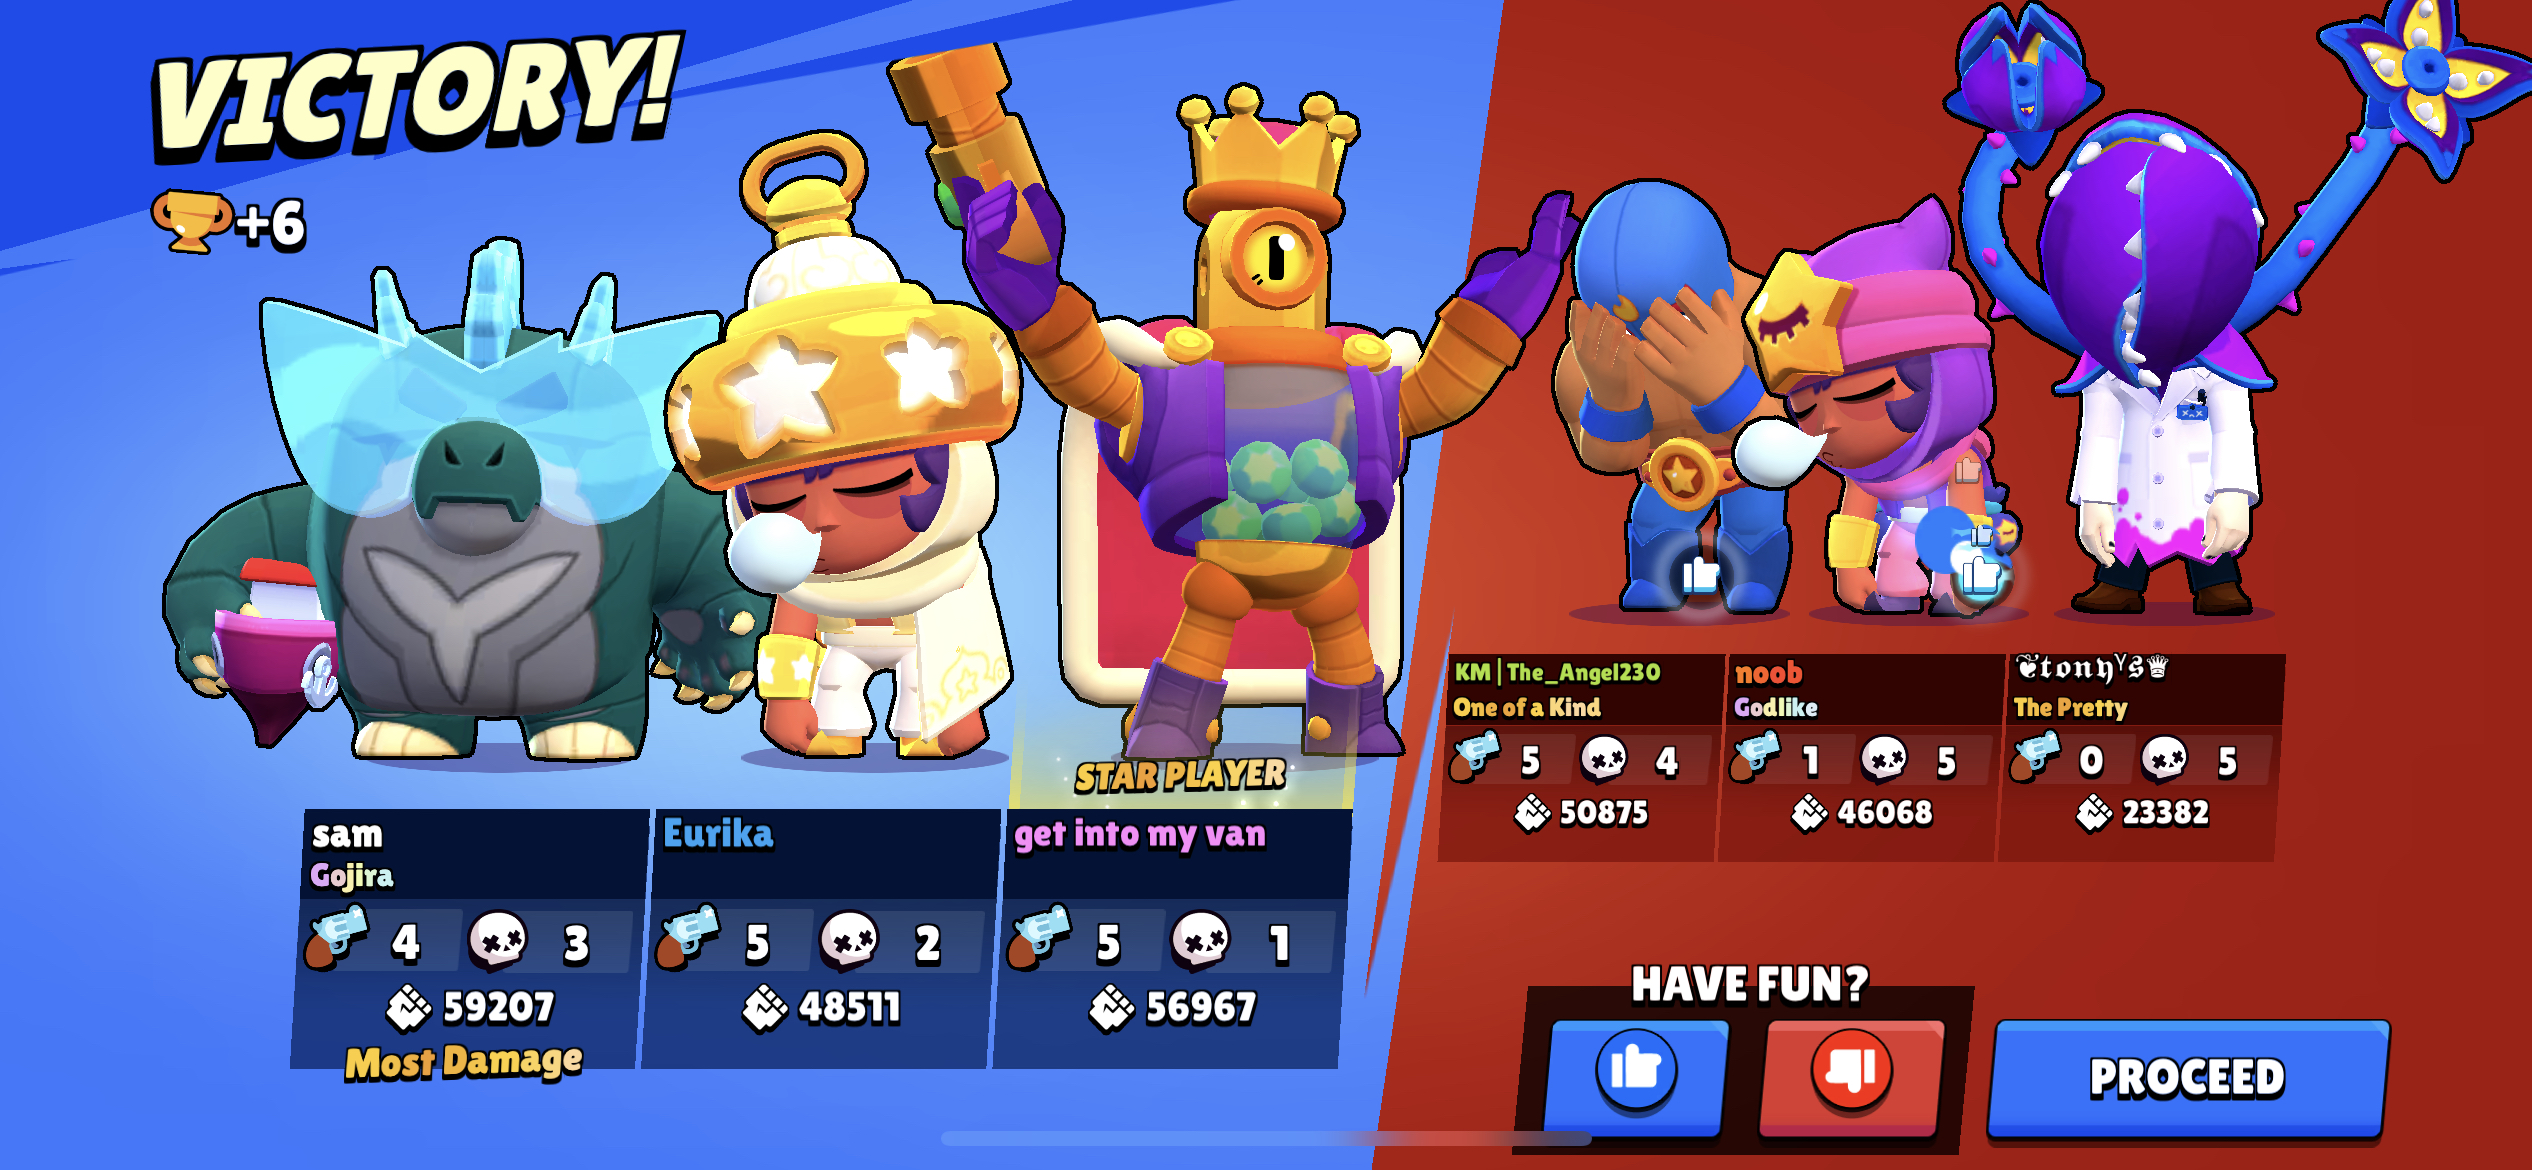 VICTORY!
+6
STAR PLAYER
sam
Gojira
4 3
59207
Most Damage
Eurika
5 2
48511
get into my van
5 1
56967
KM|The_Angel230
One of a Kind
5 4
50875
noob
Godlike
1 5
46068
❦𝖙𝖔𝖓𝖞ʸ𝕾♛
The Pretty
0 5
23382
HAVE FUN?
PROCEED